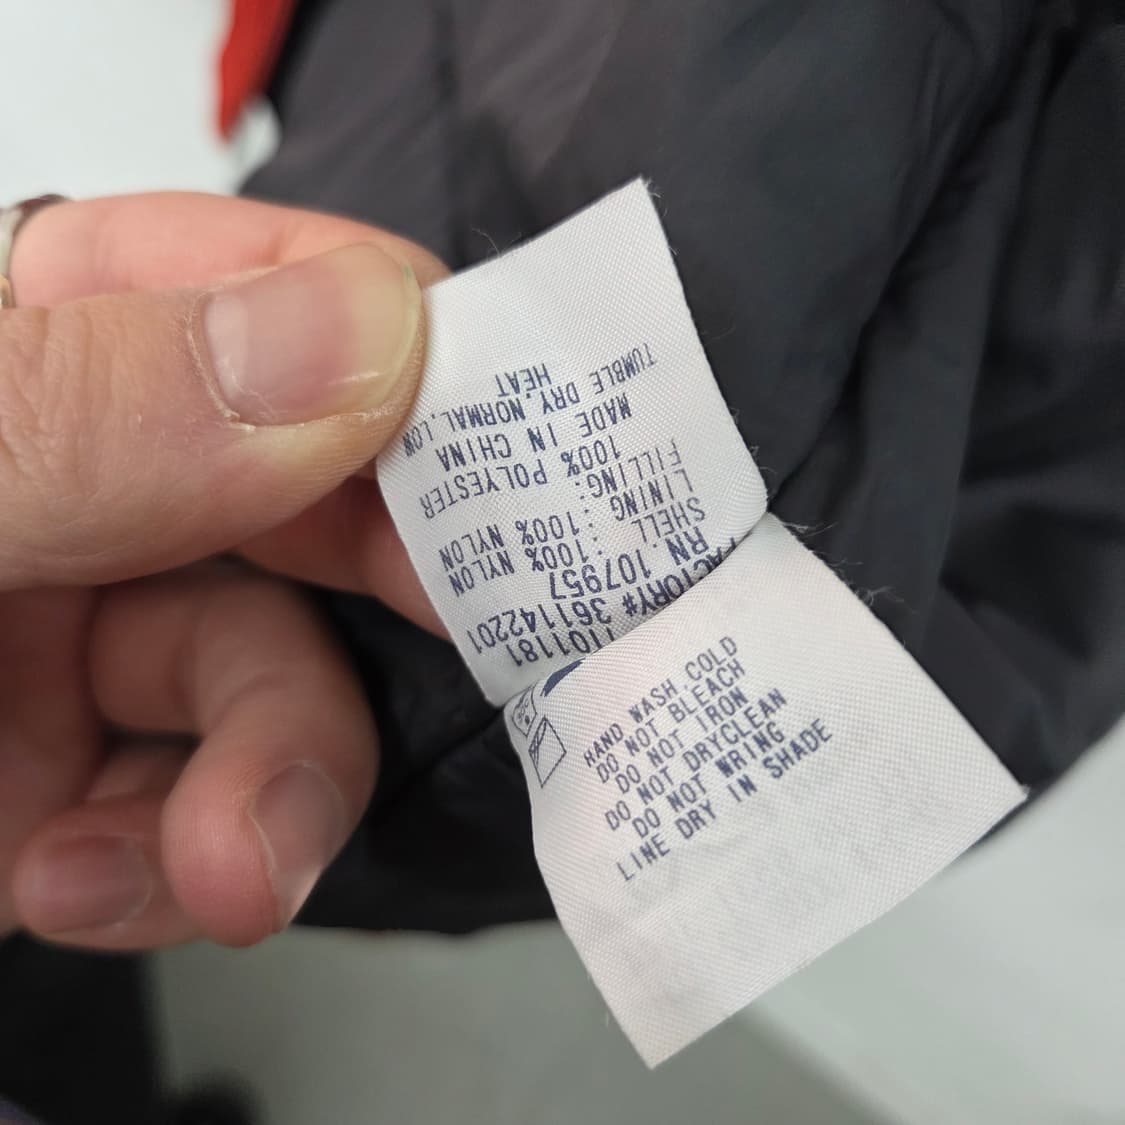 1101181
FACTORY# 361142201
RN 107957
SHELL : 100% NYLON
LINING : 100% NYLON
FILLING:
100% POLYESTER
MADE IN CHINA
TUMBLE DRY, NORMAL, LOW
HEAT
HAND WASH COLD
DO NOT BLEACH
DO NOT IRON
DO NOT DRYCLEAN
DO NOT WRING
LINE DRY IN SHADE